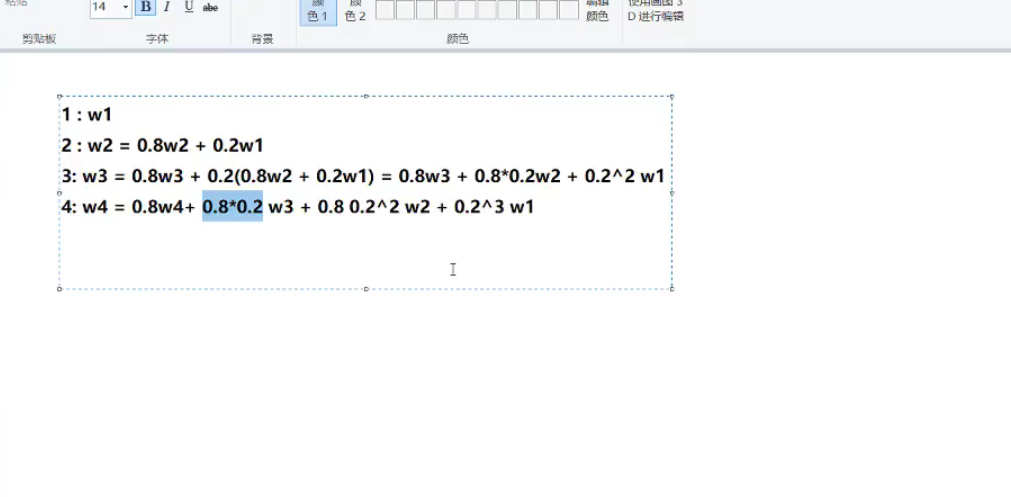 粘贴
14 B I U abc
颜
色 1
颜
色 2
编辑
颜色
使用画图 3
D 进行编辑
剪贴板 字体 背景 颜色
1 : w1
2 : w2 = 0.8w2 + 0.2w1
3: w3 = 0.8w3 + 0.2(0.8w2 + 0.2w1) = 0.8w3 + 0.8*0.2w2 + 0.2^2 w1
4: w4 = 0.8w4+ 0.8*0.2 w3 + 0.8 0.2^2 w2 + 0.2^3 w1